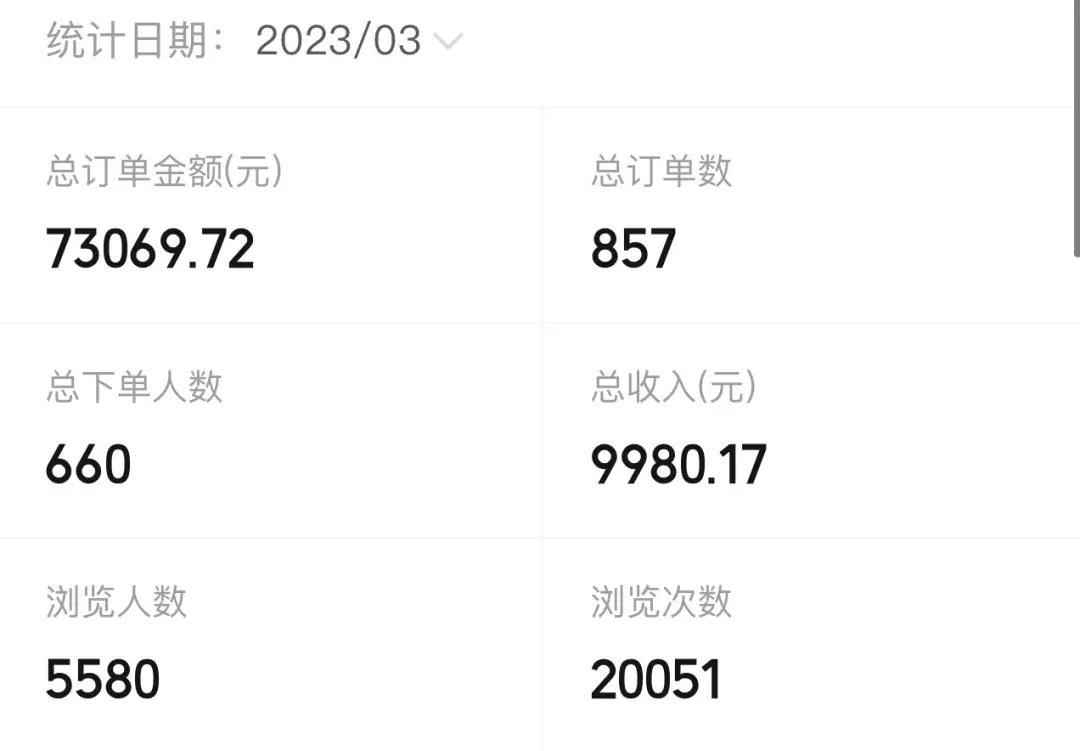 统计日期： 2023/03
总订单金额(元)
73069.72
总订单数
857
总下单人数
660
总收入(元)
9980.17
浏览人数
5580
浏览次数
20051